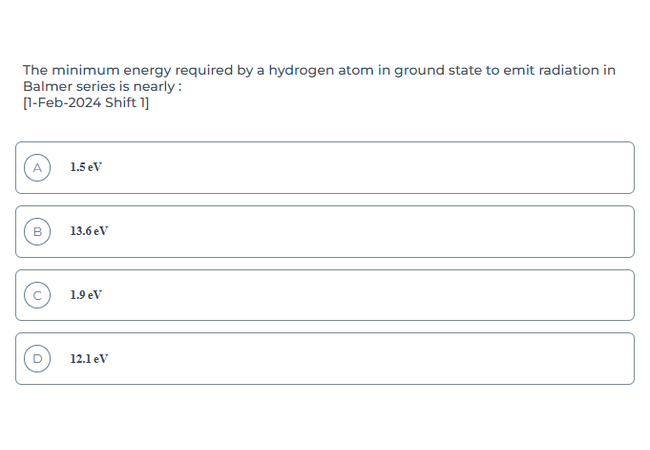 The minimum energy required by a hydrogen atom in ground state to emit radiation in
Balmer series is nearly :
[1-Feb-2024 Shift 1]
A 1.5 eV
B 13.6 eV
C 1.9 eV
D 12.1 eV